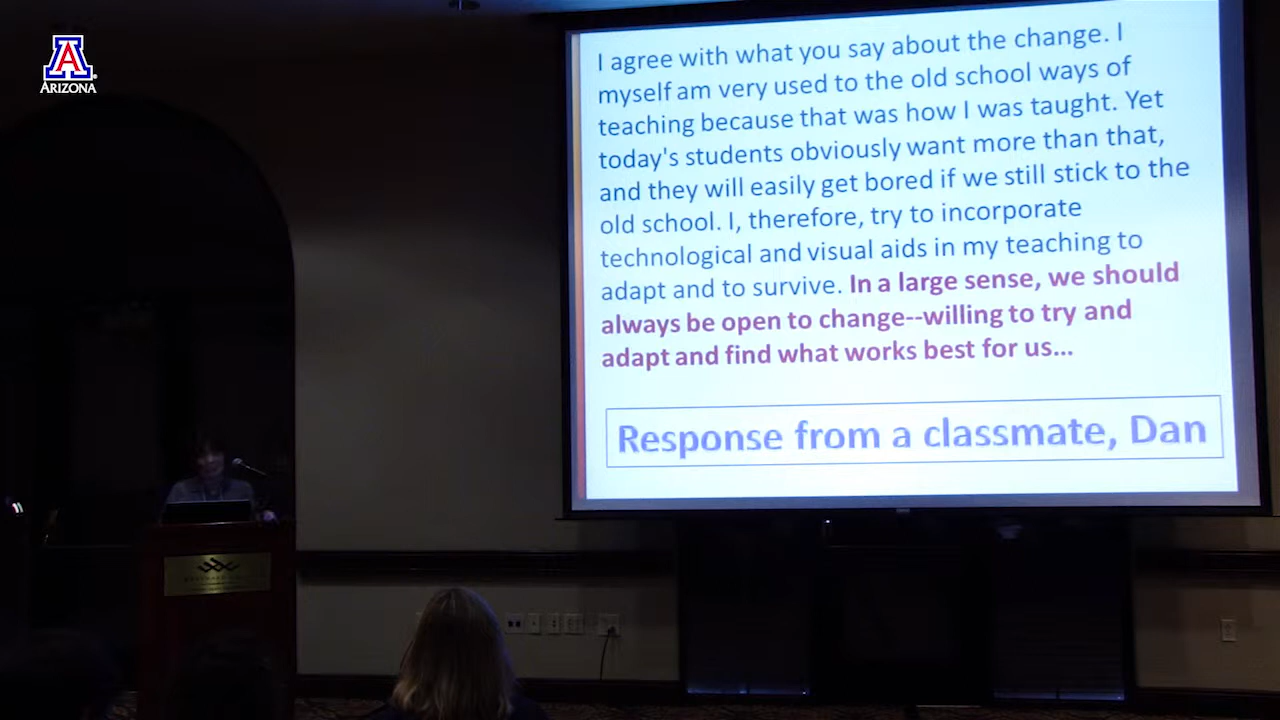 A
ARIZONA
I agree with what you say about the change. I
myself am very used to the old school ways of
teaching because that was how I was taught. Yet
today's students obviously want more than that,
and they will easily get bored if we still stick to the
old school. I, therefore, try to incorporate
technological and visual aids in my teaching to
adapt and to survive. In a large sense, we should
always be open to change--willing to try and
adapt and find what works best for us...
Response from a classmate, Dan